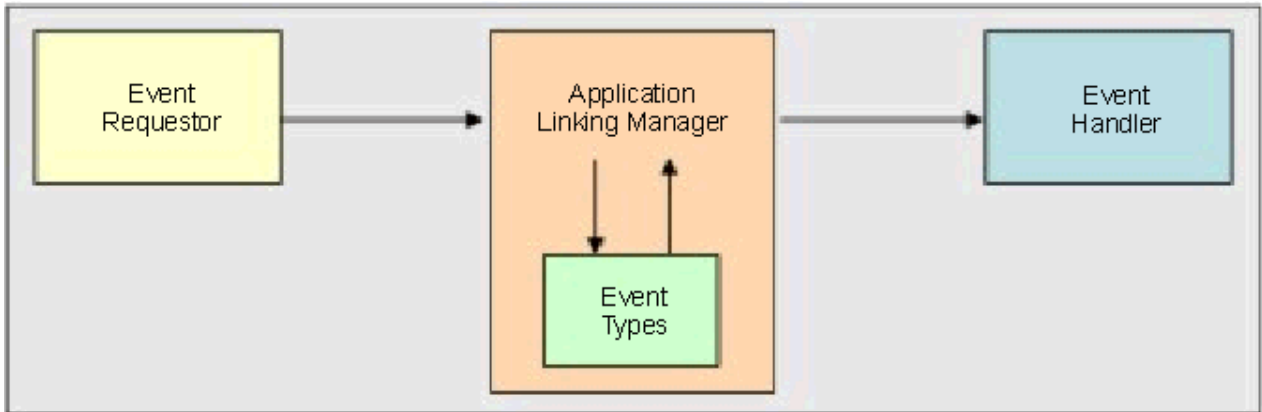 Event
Requestor
Application
Linking Manager
Event
Types
Event
Handler